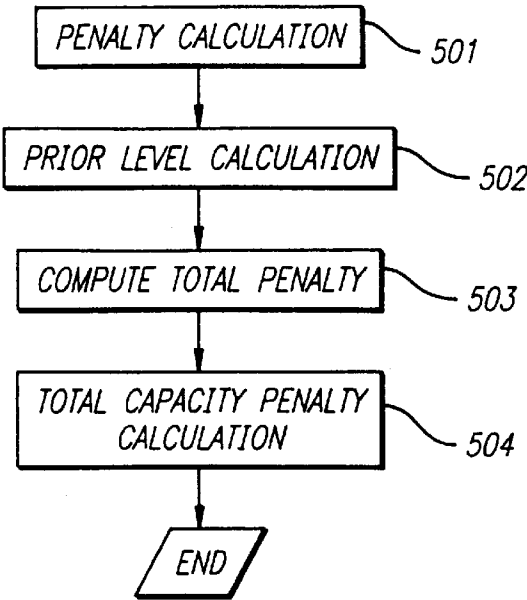 PENALTY CALCULATION
501
PRIOR LEVEL CALCULATION
502
COMPUTE TOTAL PENALTY
503
TOTAL CAPACITY PENALTY
CALCULATION
504
END